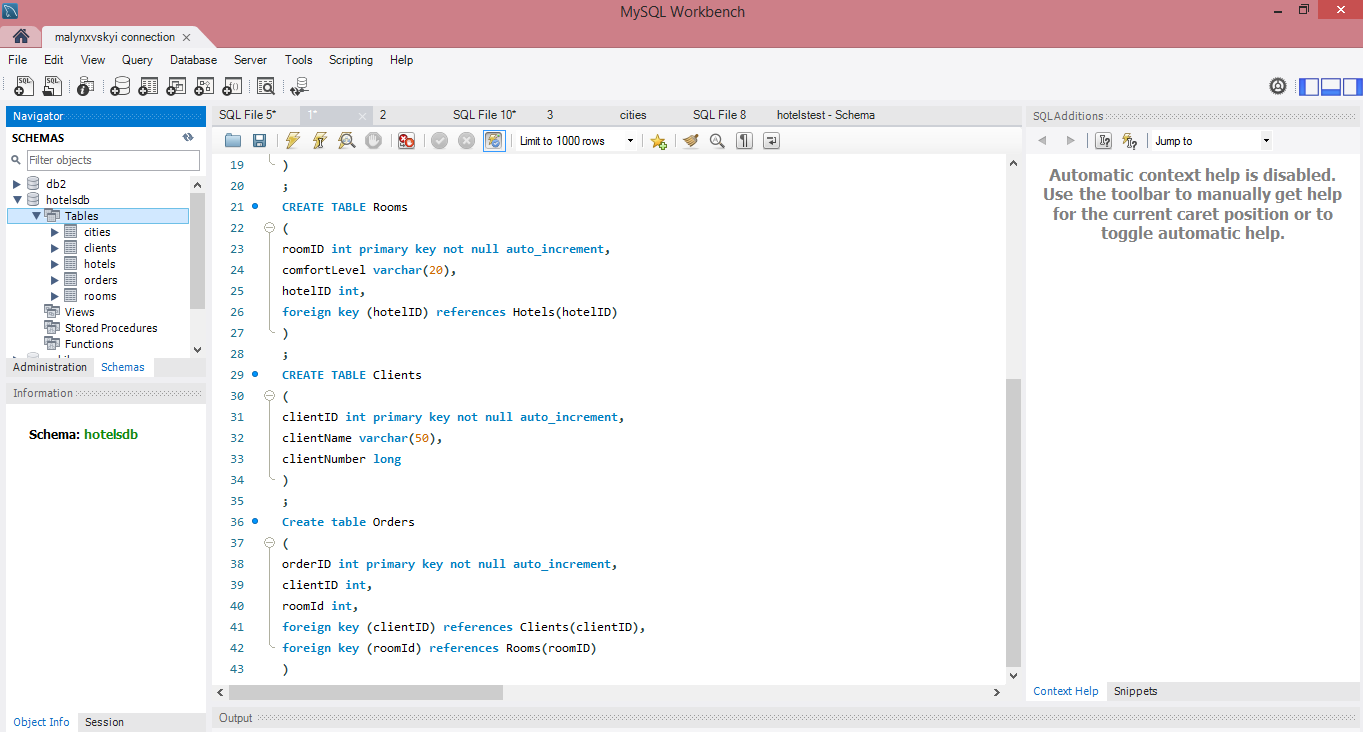 MySQL Workbench
malynxvskyi connection
File Edit View Query Database Server Tools Scripting Help
Navigator
SCHEMAS
Filter objects
db2
hotelsdb
Tables
cities
clients
hotels
orders
rooms
Views
Stored Procedures
Functions
Administration Schemas
Information
Schema: hotelsdb
Object Info Session
SQL File 5* 1* 2 SQL File 10* 3 cities SQL File 8 hotelstest - Schema
Limit to 1000 rows
19 )
20 ;
21 CREATE TABLE Rooms
22 (
23 roomID int primary key not null auto_increment,
24 comfortLevel varchar(20),
25 hotelID int,
26 foreign key (hotelID) references Hotels(hotelID)
27 )
28 ;
29 CREATE TABLE Clients
30 (
31 clientID int primary key not null auto_increment,
32 clientName varchar(50),
33 clientNumber long
34 )
35 ;
36 Create table Orders
37 (
38 orderID int primary key not null auto_increment,
39 clientID int,
40 roomId int,
41 foreign key (clientID) references Clients(clientID),
42 foreign key (roomId) references Rooms(roomID)
43 )
Output
SQLAdditions
Jump to
Automatic context help is disabled.
Use the toolbar to manually get help
for the current caret position or to
toggle automatic help.
Context Help Snippets